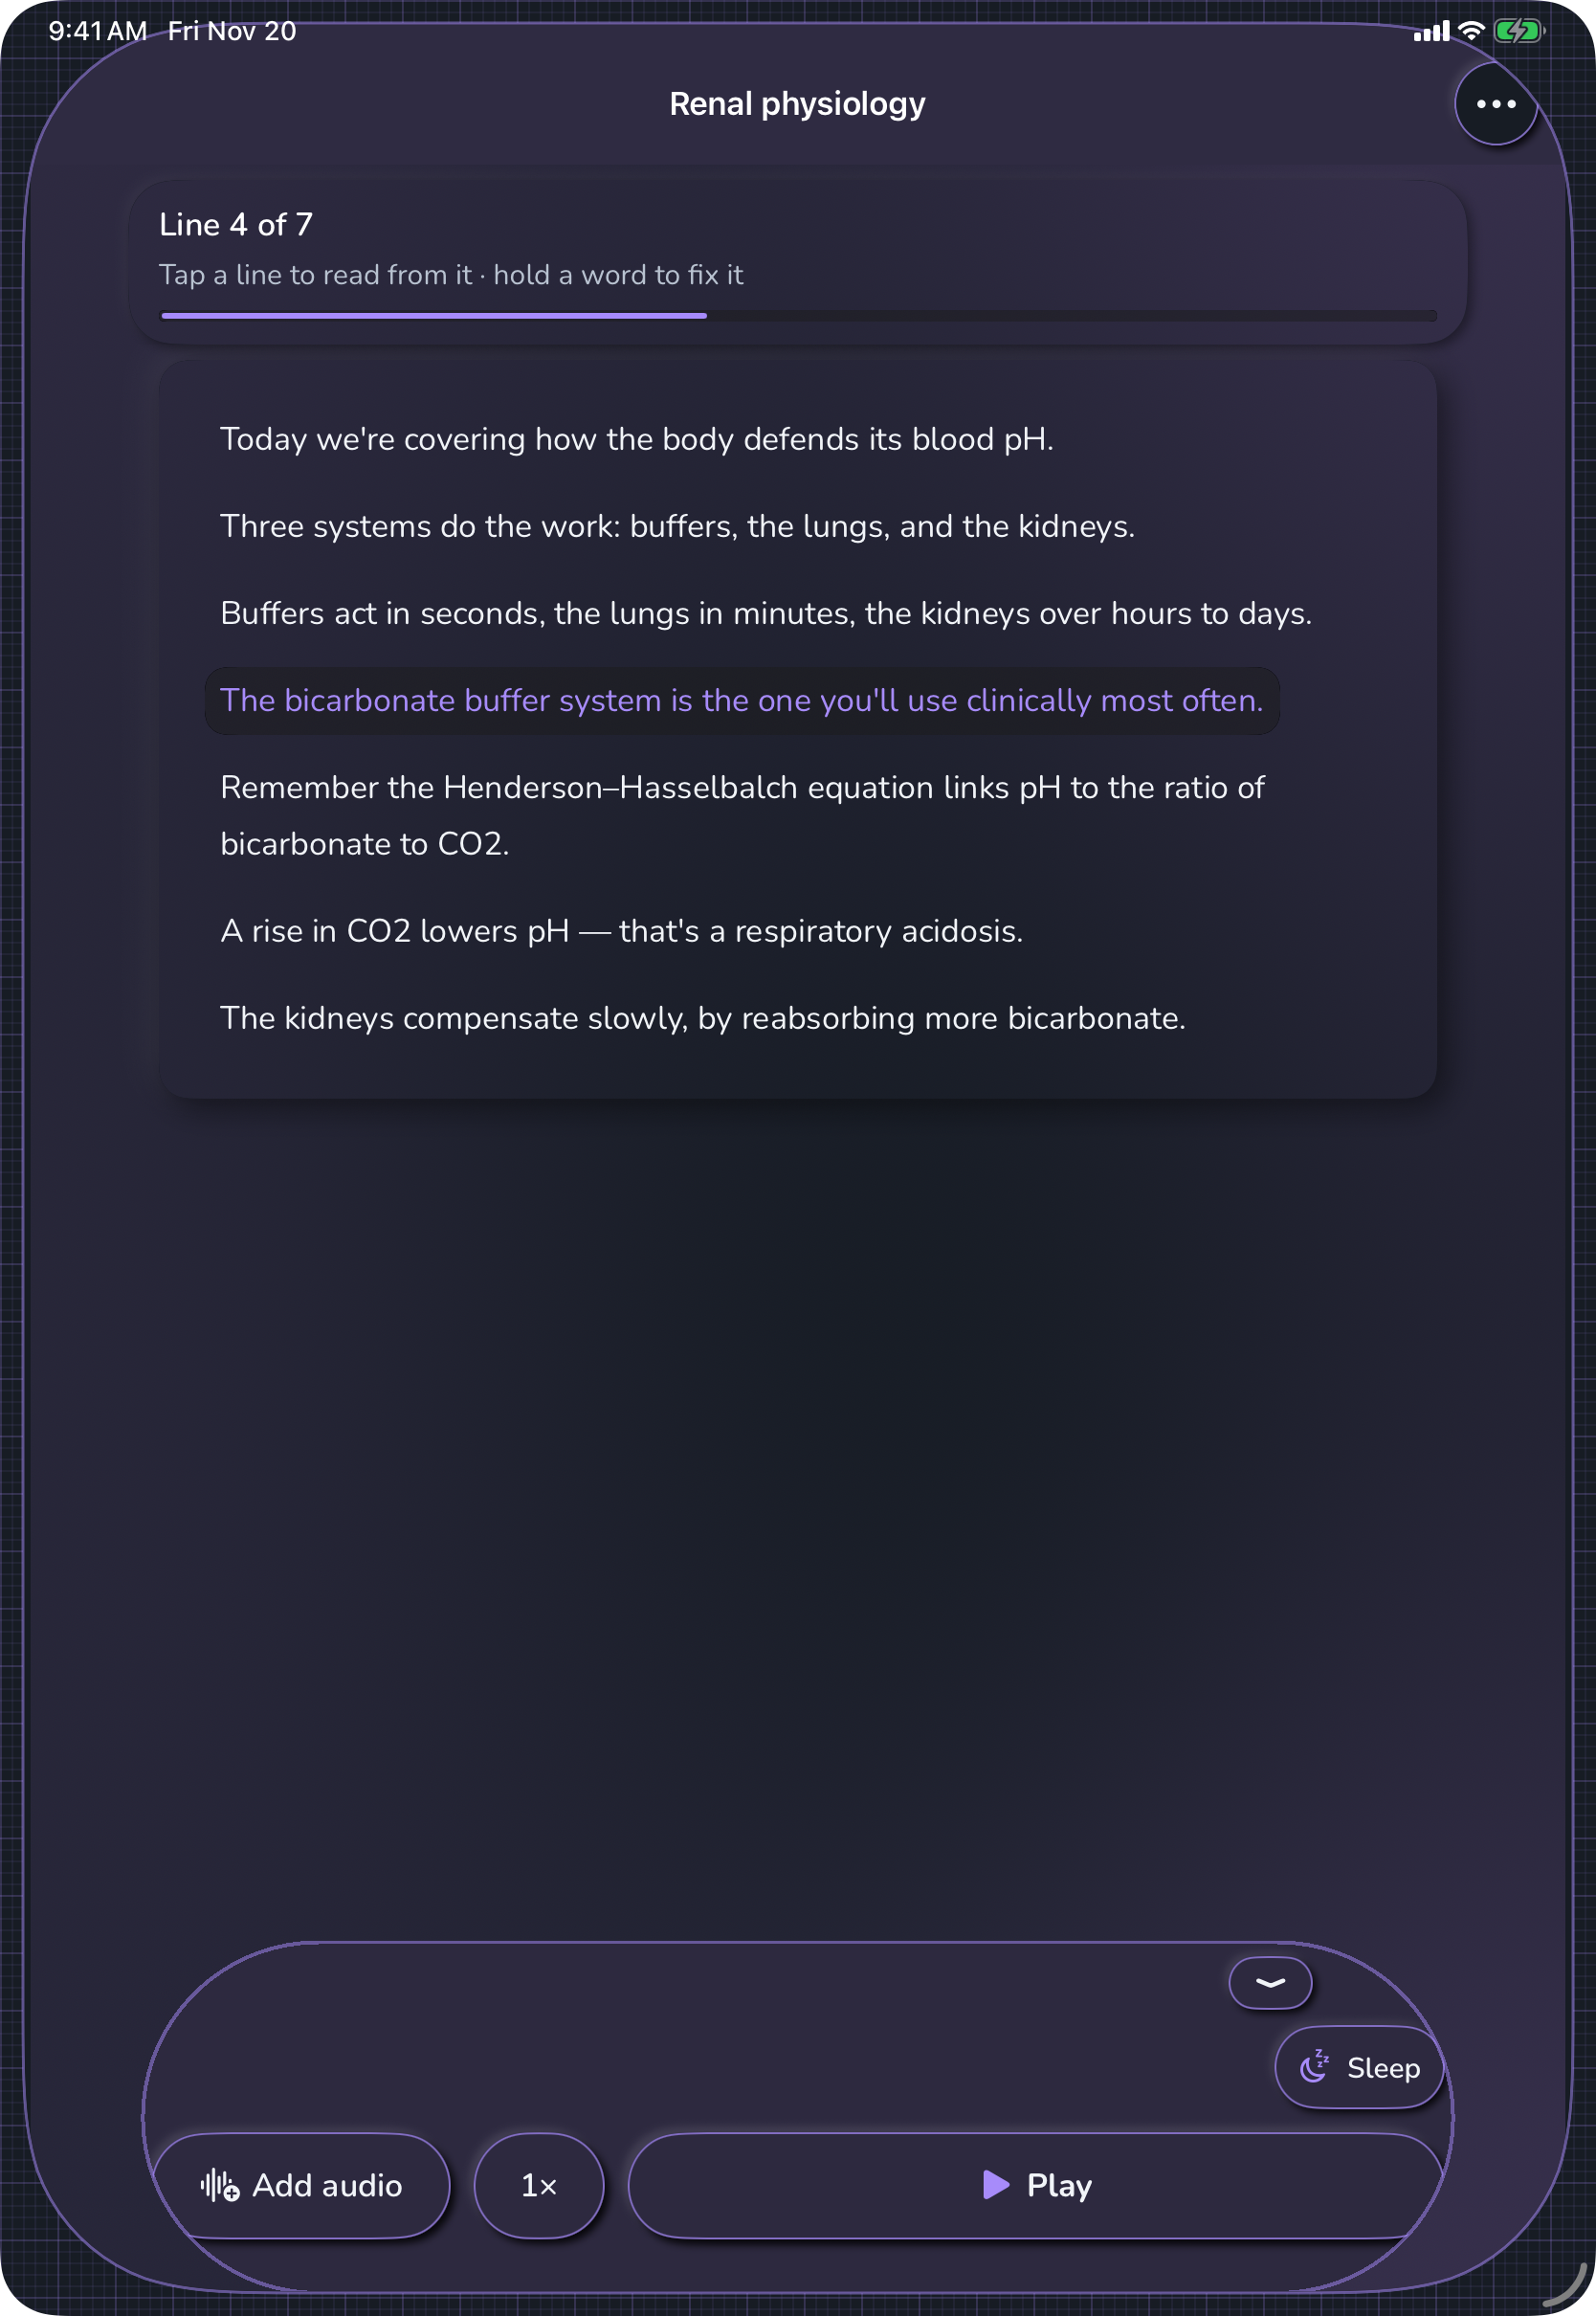 9:41 AM Fri Nov 20
Renal physiology
Line 4 of 7
Tap a line to read from it · hold a word to fix it
Today we're covering how the body defends its blood pH.
Three systems do the work: buffers, the lungs, and the kidneys.
Buffers act in seconds, the lungs in minutes, the kidneys over hours to days.
The bicarbonate buffer system is the one you'll use clinically most often.
Remember the Henderson–Hasselbalch equation links pH to the ratio of
bicarbonate to CO2.
A rise in CO2 lowers pH — that's a respiratory acidosis.
The kidneys compensate slowly, by reabsorbing more bicarbonate.
Sleep
Add audio
1×
Play